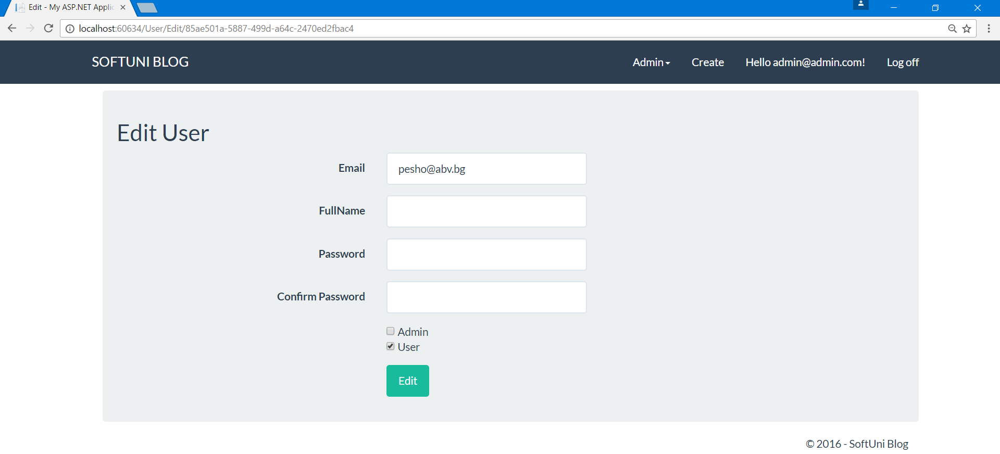 Edit - My ASP.NET Applic
localhost:60634/User/Edit/85ae501a-5887-499d-a64c-2470ed2fbac4
SOFTUNI BLOG
Admin
Create
Hello admin@admin.com!
Log off
Edit User
Email
pesho@abv.bg
FullName
Password
Confirm Password
Admin
User
Edit
© 2016 - SoftUni Blog